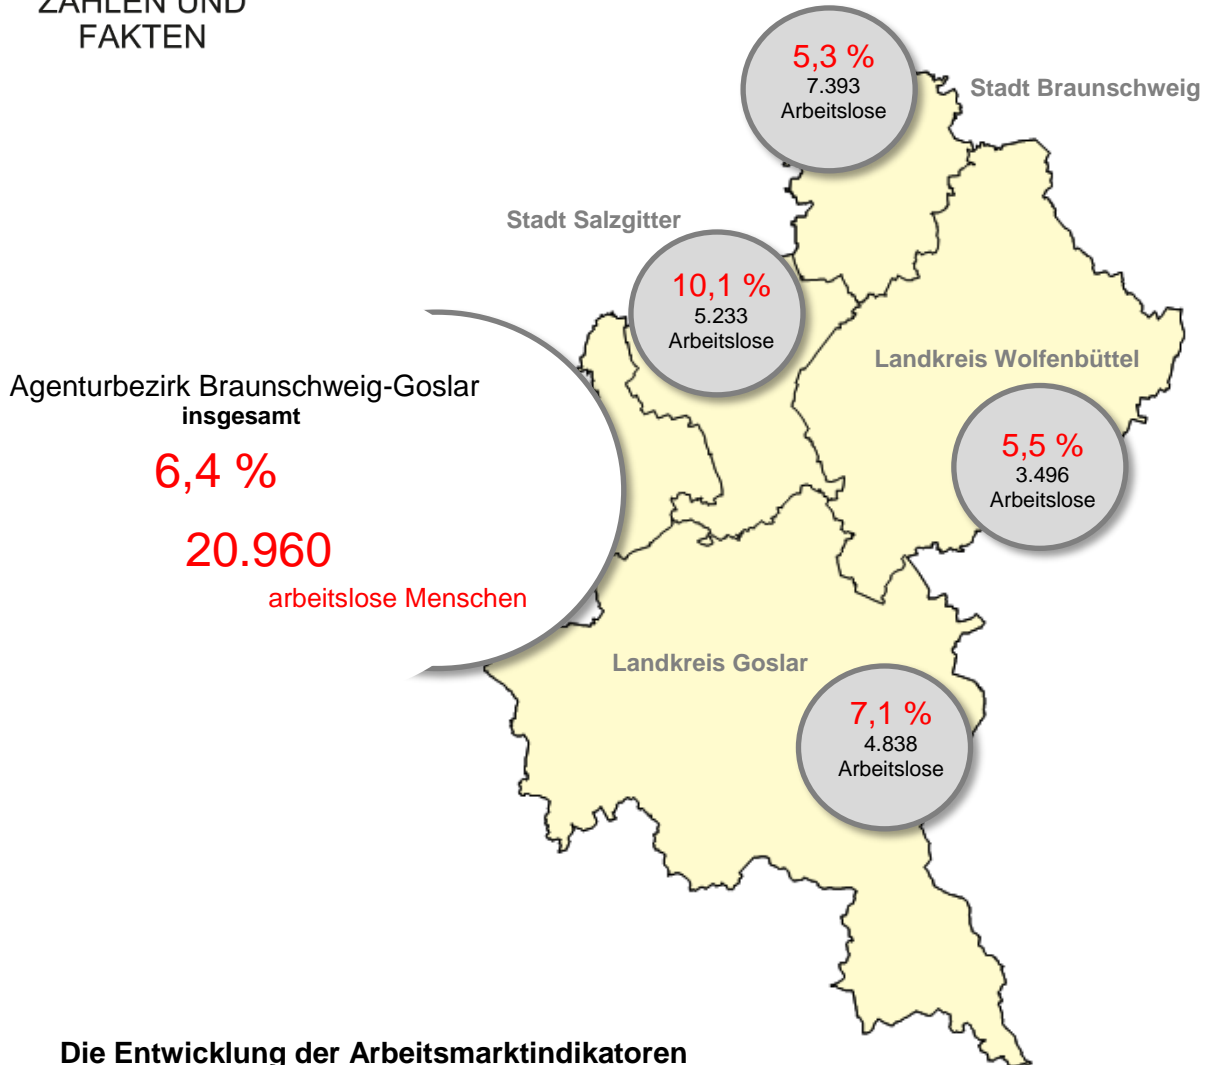 ZAHLEN UND
FAKTEN
5,3 %
7.393
Arbeitslose
Stadt Braunschweig
Stadt Salzgitter
10,1 %
5.233
Arbeitslose
Landkreis Wolfenbüttel
5,5 %
3.496
Arbeitslose
Agenturbezirk Braunschweig-Goslar
insgesamt
6,4 %
20.960
arbeitslose Menschen
Landkreis Goslar
7,1 %
4.838
Arbeitslose
Die Entwicklung der Arbeitsmarktindikatoren